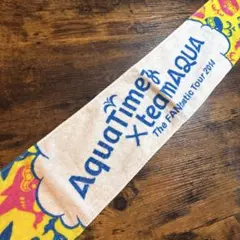 AquaTimez
×teamAQUA
The FANtastic Tour 2014